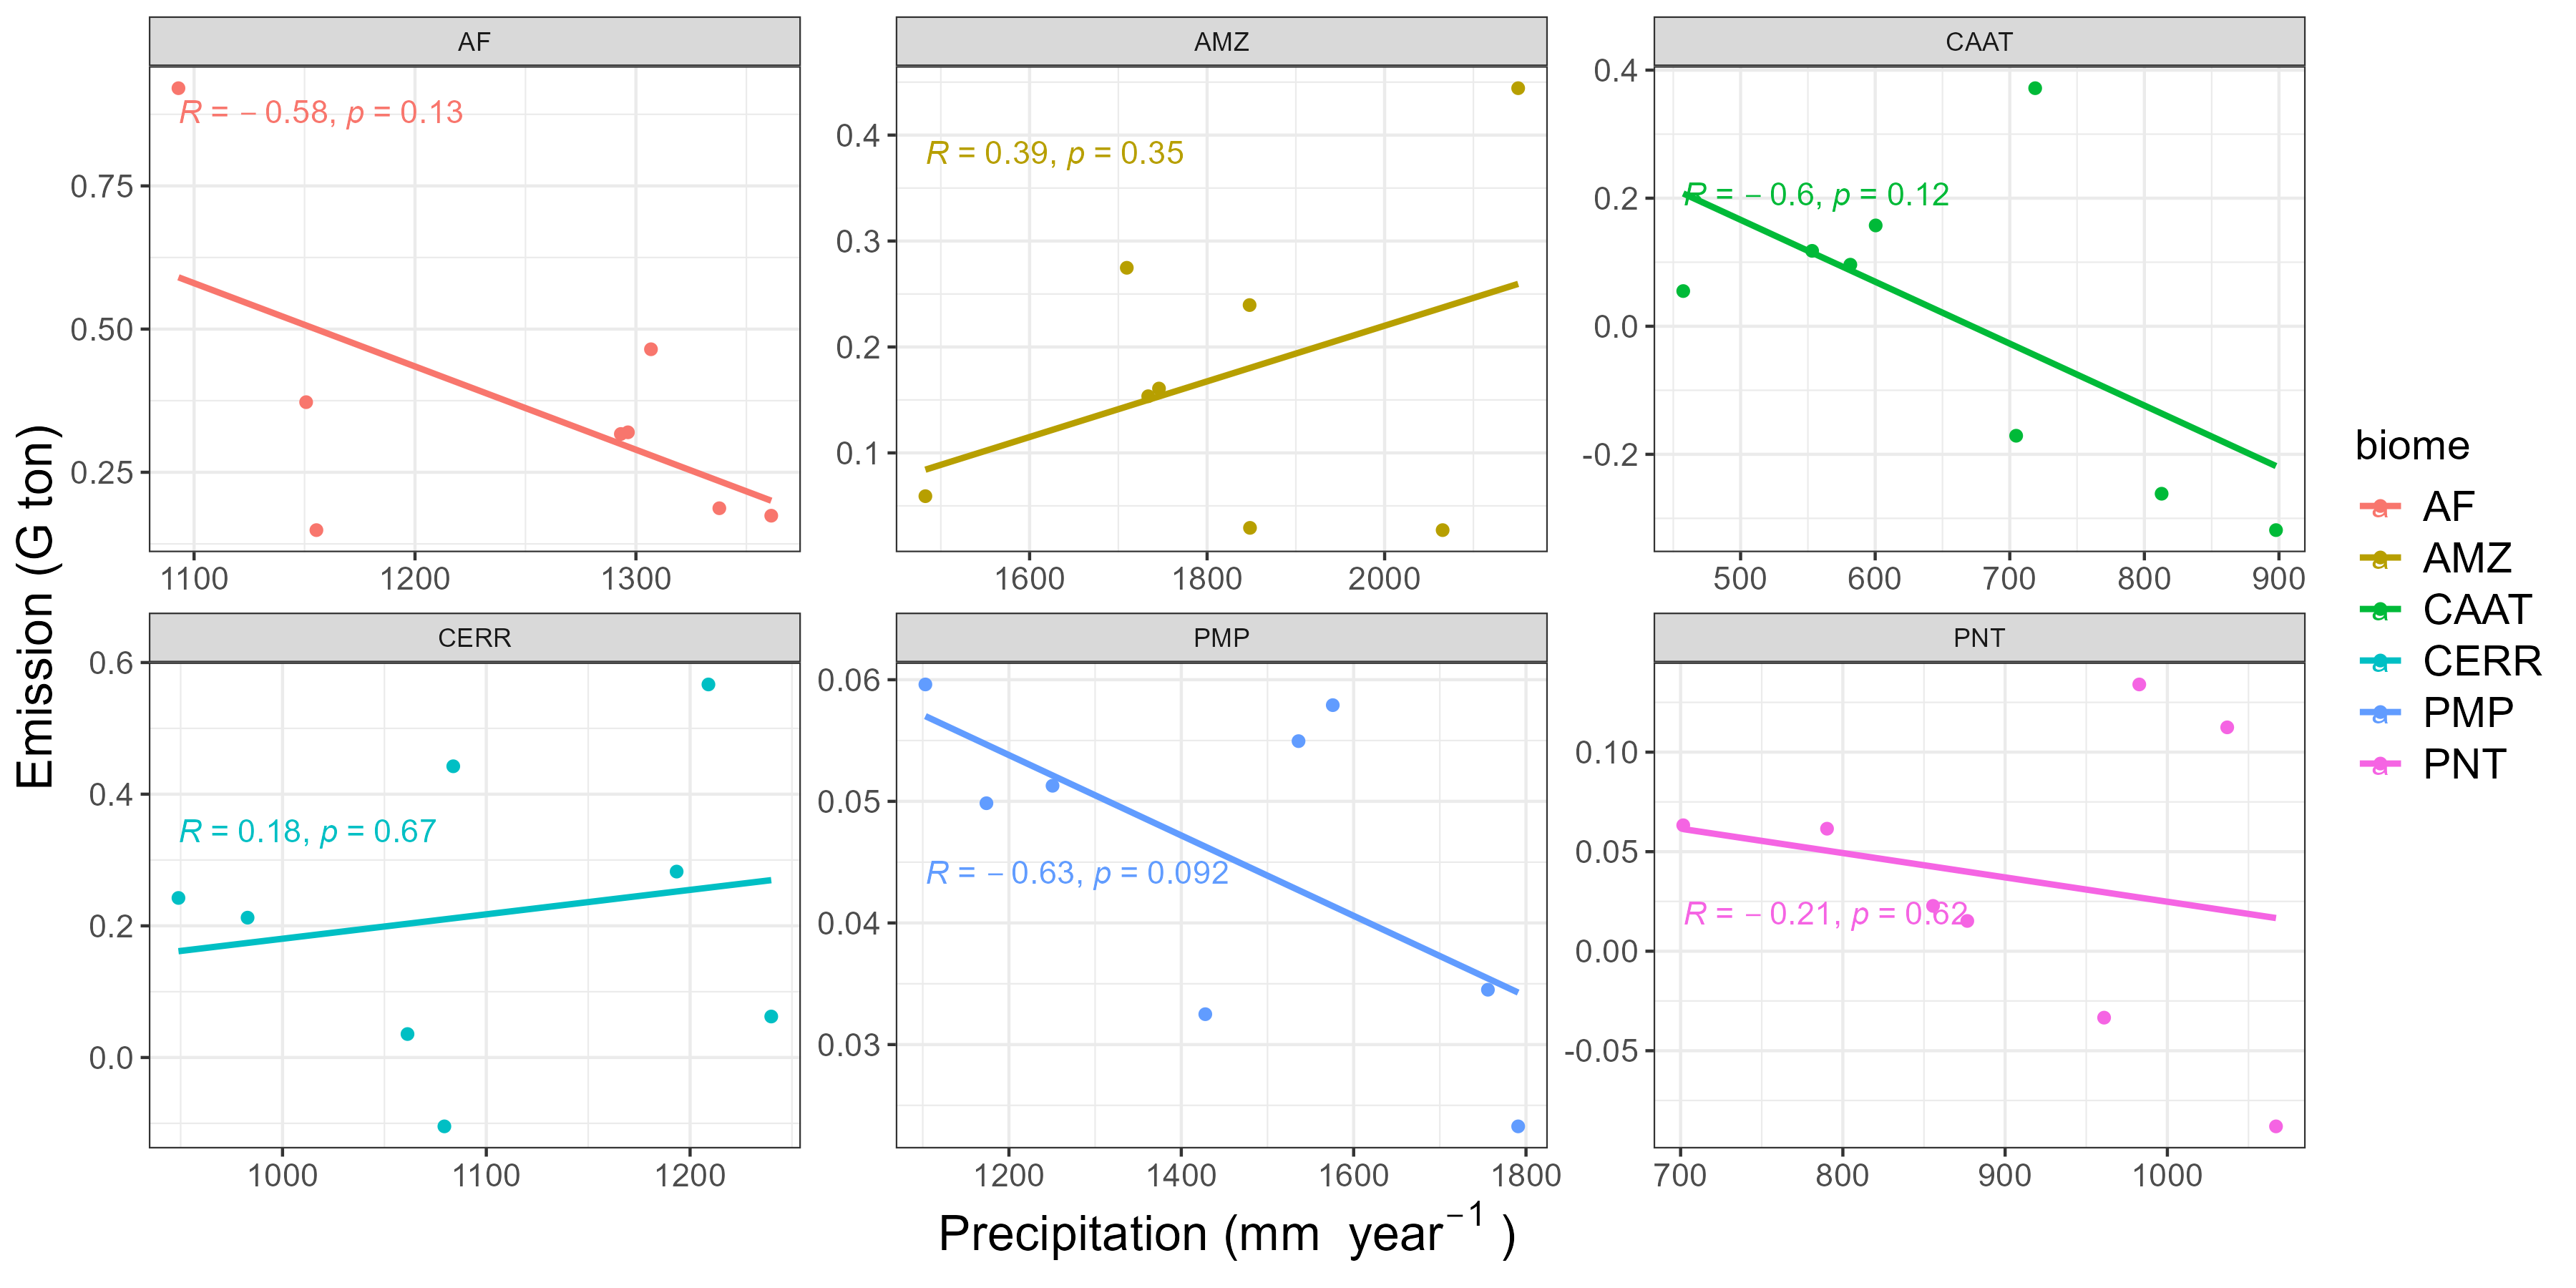 AF
AMZ
CAAT
R = − 0.58, p = 0.13
R = 0.39, p = 0.35
R = − 0.6, p = 0.12
0.75
0.50
0.25
0.4
0.3
0.2
0.1
0.4
0.2
0.0
-0.2
1100 1200 1300
1600 1800 2000
500 600 700 800 900
CERR
PMP
PNT
R = 0.18, p = 0.67
R = − 0.63, p = 0.092
R = − 0.21, p = 0.62
0.6
0.4
0.2
0.0
0.06
0.05
0.04
0.03
0.10
0.05
0.00
-0.05
1000 1100 1200
1200 1400 1600 1800
700 800 900 1000
Precipitation (mm year⁻¹ )
Emission (G ton)
biome
a AF
a AMZ
a CAAT
a CERR
a PMP
a PNT